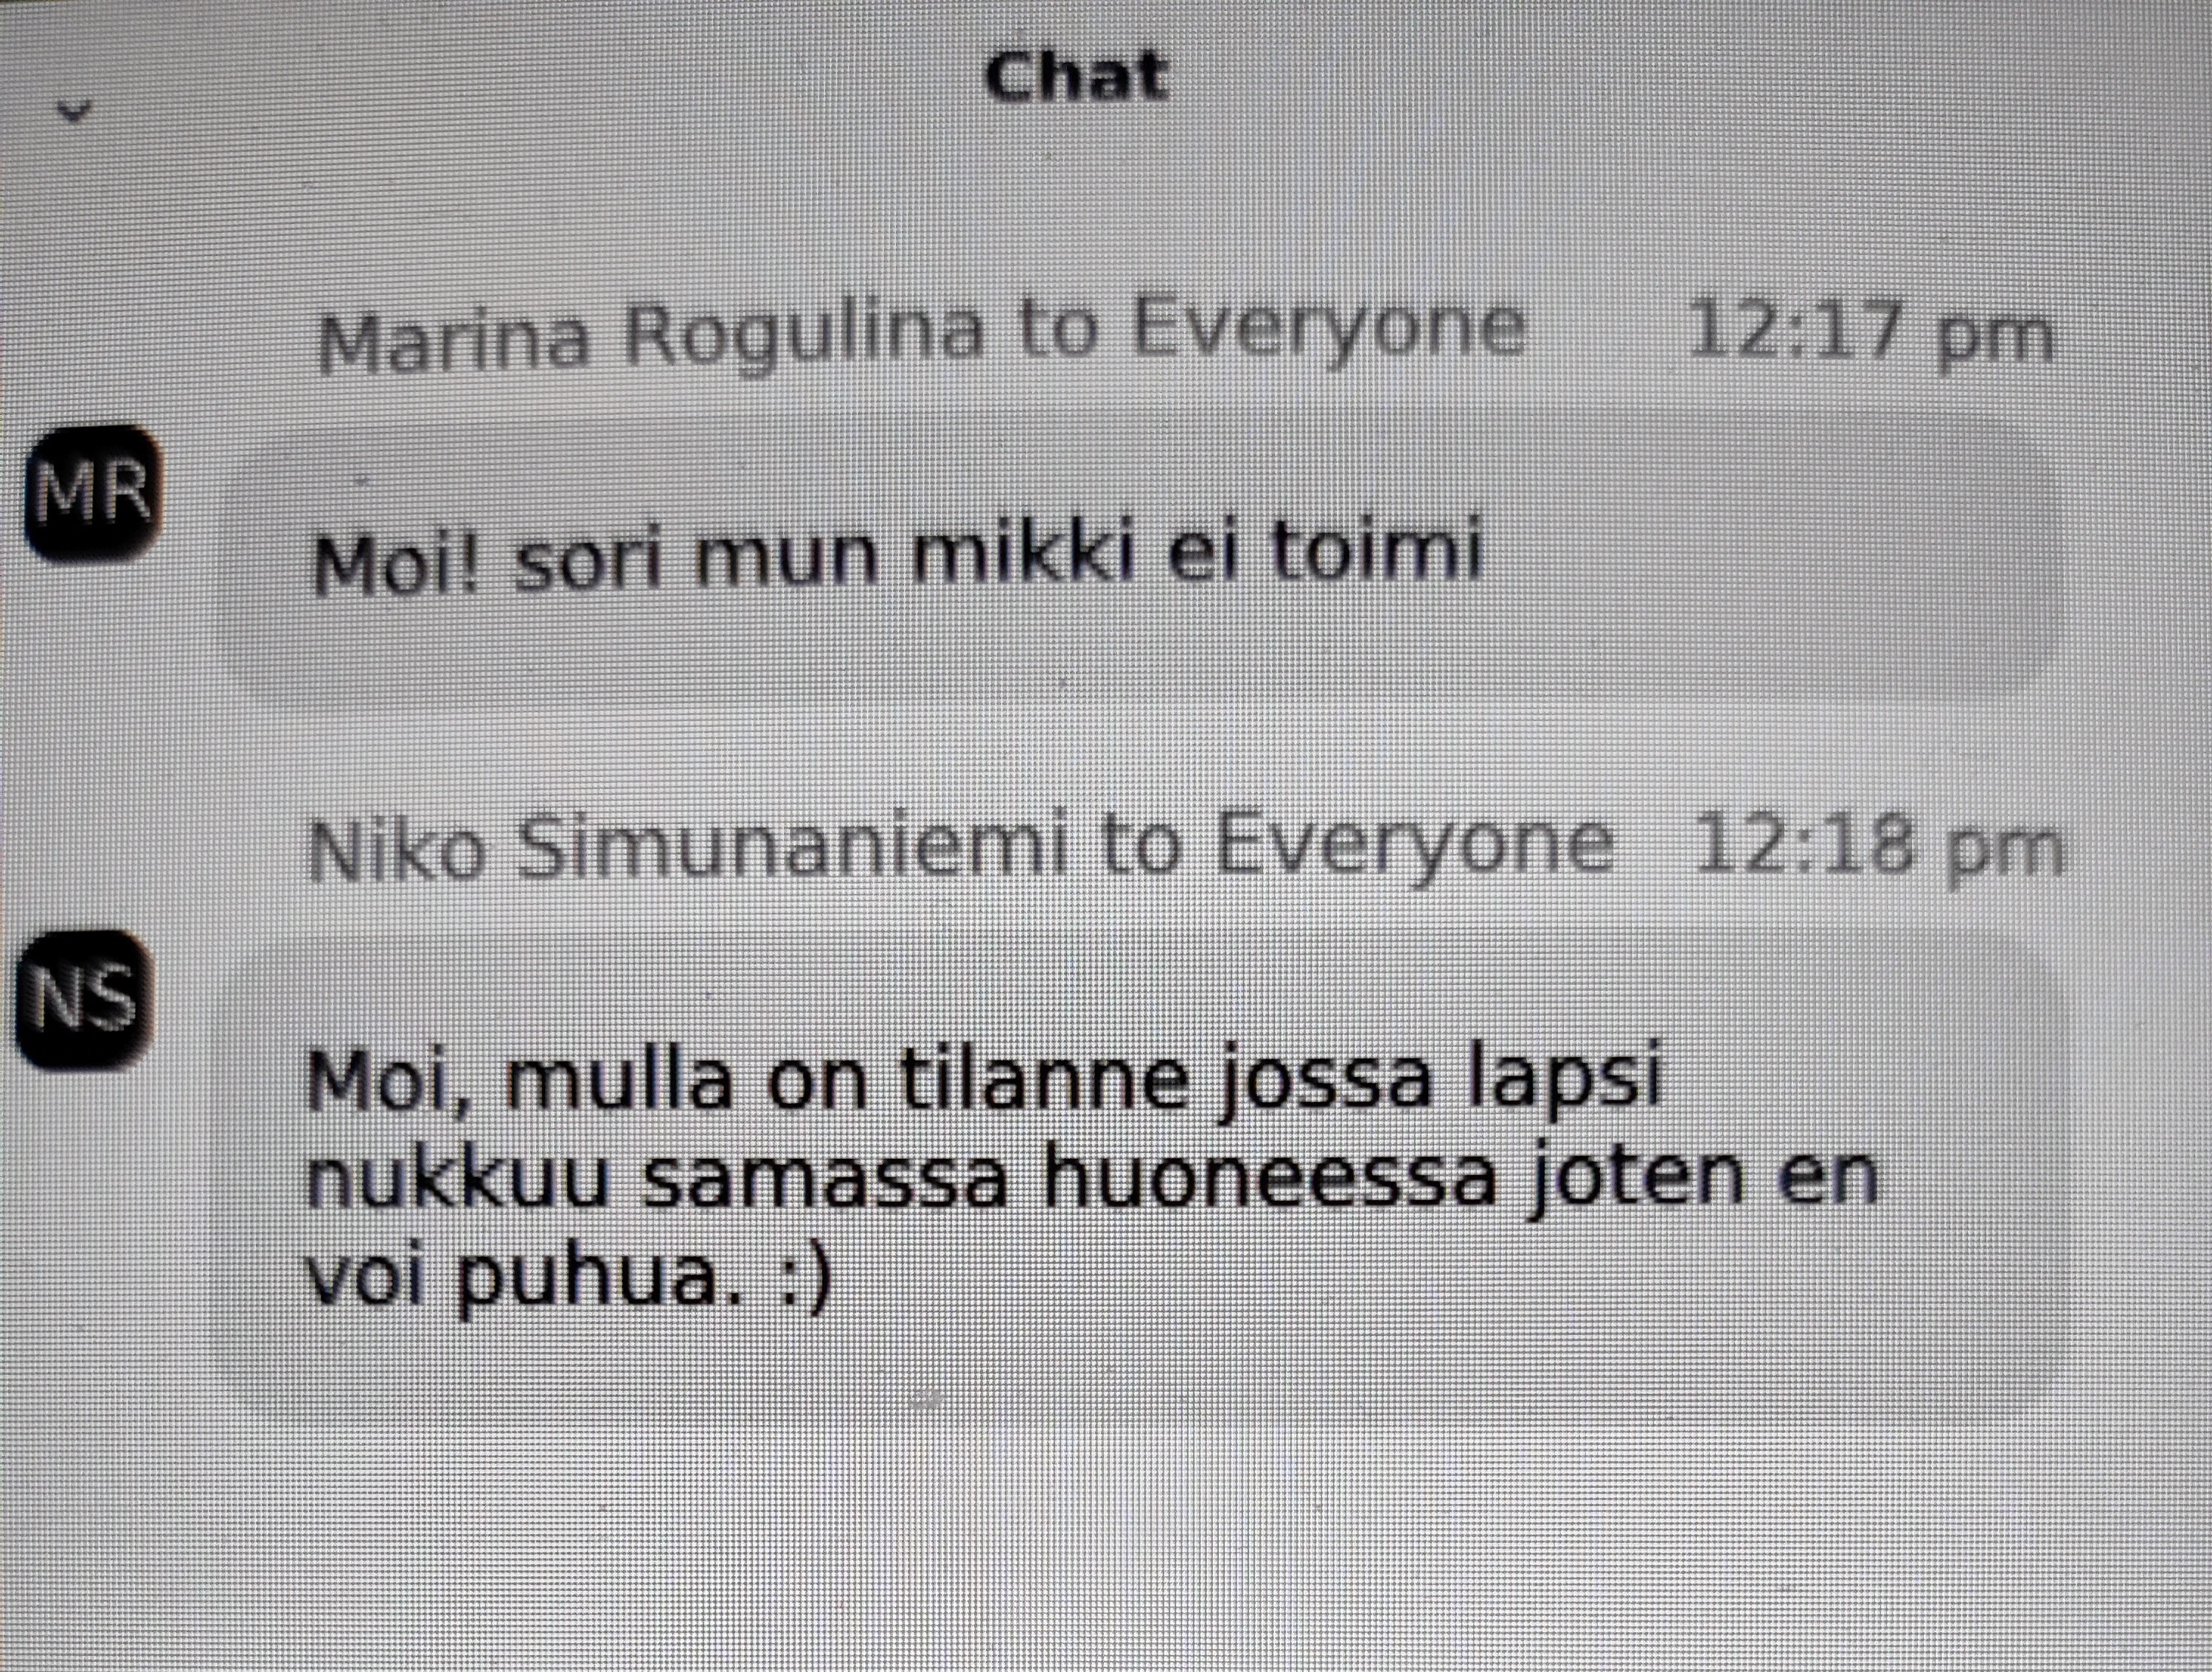 Chat
Marina Rogulina to Everyone 12:17 pm
MR
Moi! sori mun mikki ei toimi
Niko Simunaniemi to Everyone 12:18 pm
NS
Moi, mulla on tilanne jossa lapsi
nukkuu samassa huoneessa joten en
voi puhua. :)